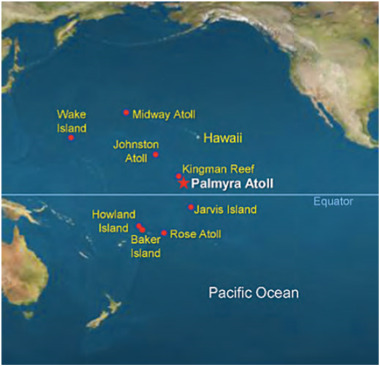 Wake
Island
Midway Atoll
Hawaii
Johnston
Atoll
Kingman Reef
Palmyra Atoll
Equator
Jarvis Island
Howland
Island
Baker
Island
Rose Atoll
Pacific Ocean